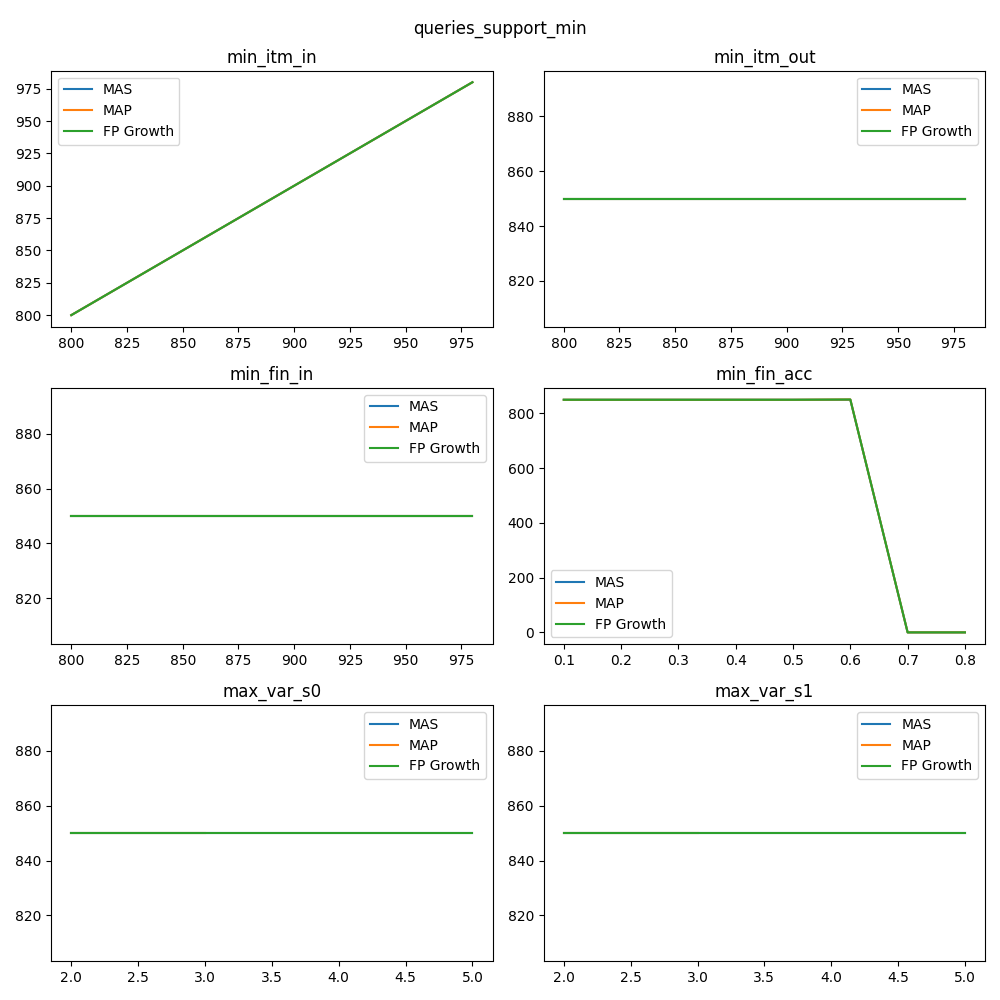 queries_support_min
min_itm_in
MAS
MAP
FP Growth
975
950
925
900
875
850
825
800
800 825 850 875 900 925 950 975
min_itm_out
MAS
MAP
FP Growth
880
860
840
820
800 825 850 875 900 925 950 975
min_fin_in
MAS
MAP
FP Growth
880
860
840
820
800 825 850 875 900 925 950 975
min_fin_acc
800
600
400
200
0
MAS
MAP
FP Growth
0.1 0.2 0.3 0.4 0.5 0.6 0.7 0.8
max_var_s0
MAS
MAP
FP Growth
880
860
840
820
2.0 2.5 3.0 3.5 4.0 4.5 5.0
max_var_s1
MAS
MAP
FP Growth
880
860
840
820
2.0 2.5 3.0 3.5 4.0 4.5 5.0